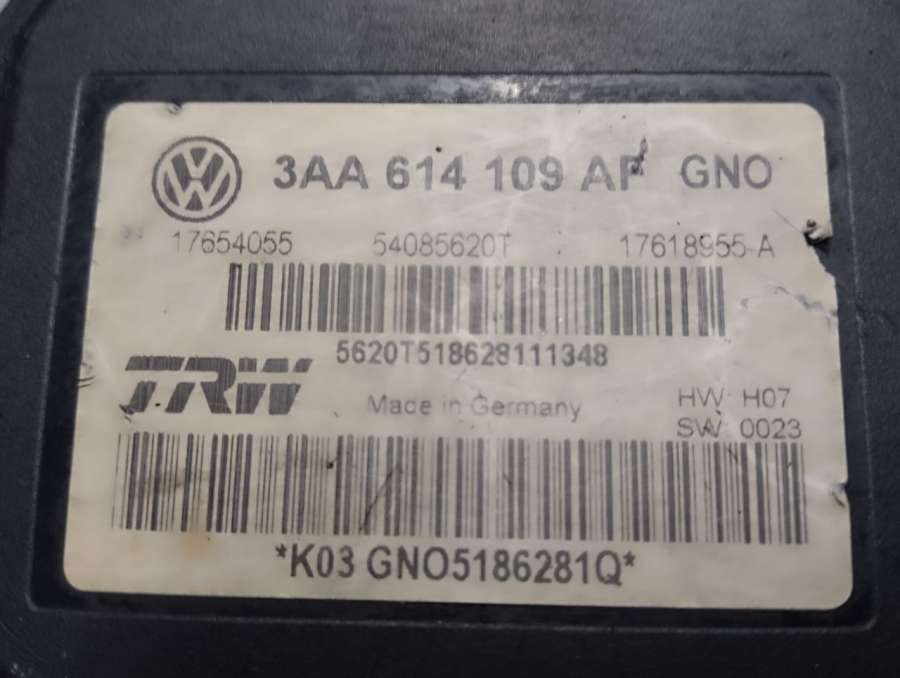 3AA 614 109 AF GNO
17654055 54085620T 17618955-A
5620T518628111348
TRW
Made in Germany
HW H07
SW 0023
*K03 GNO5186281Q*